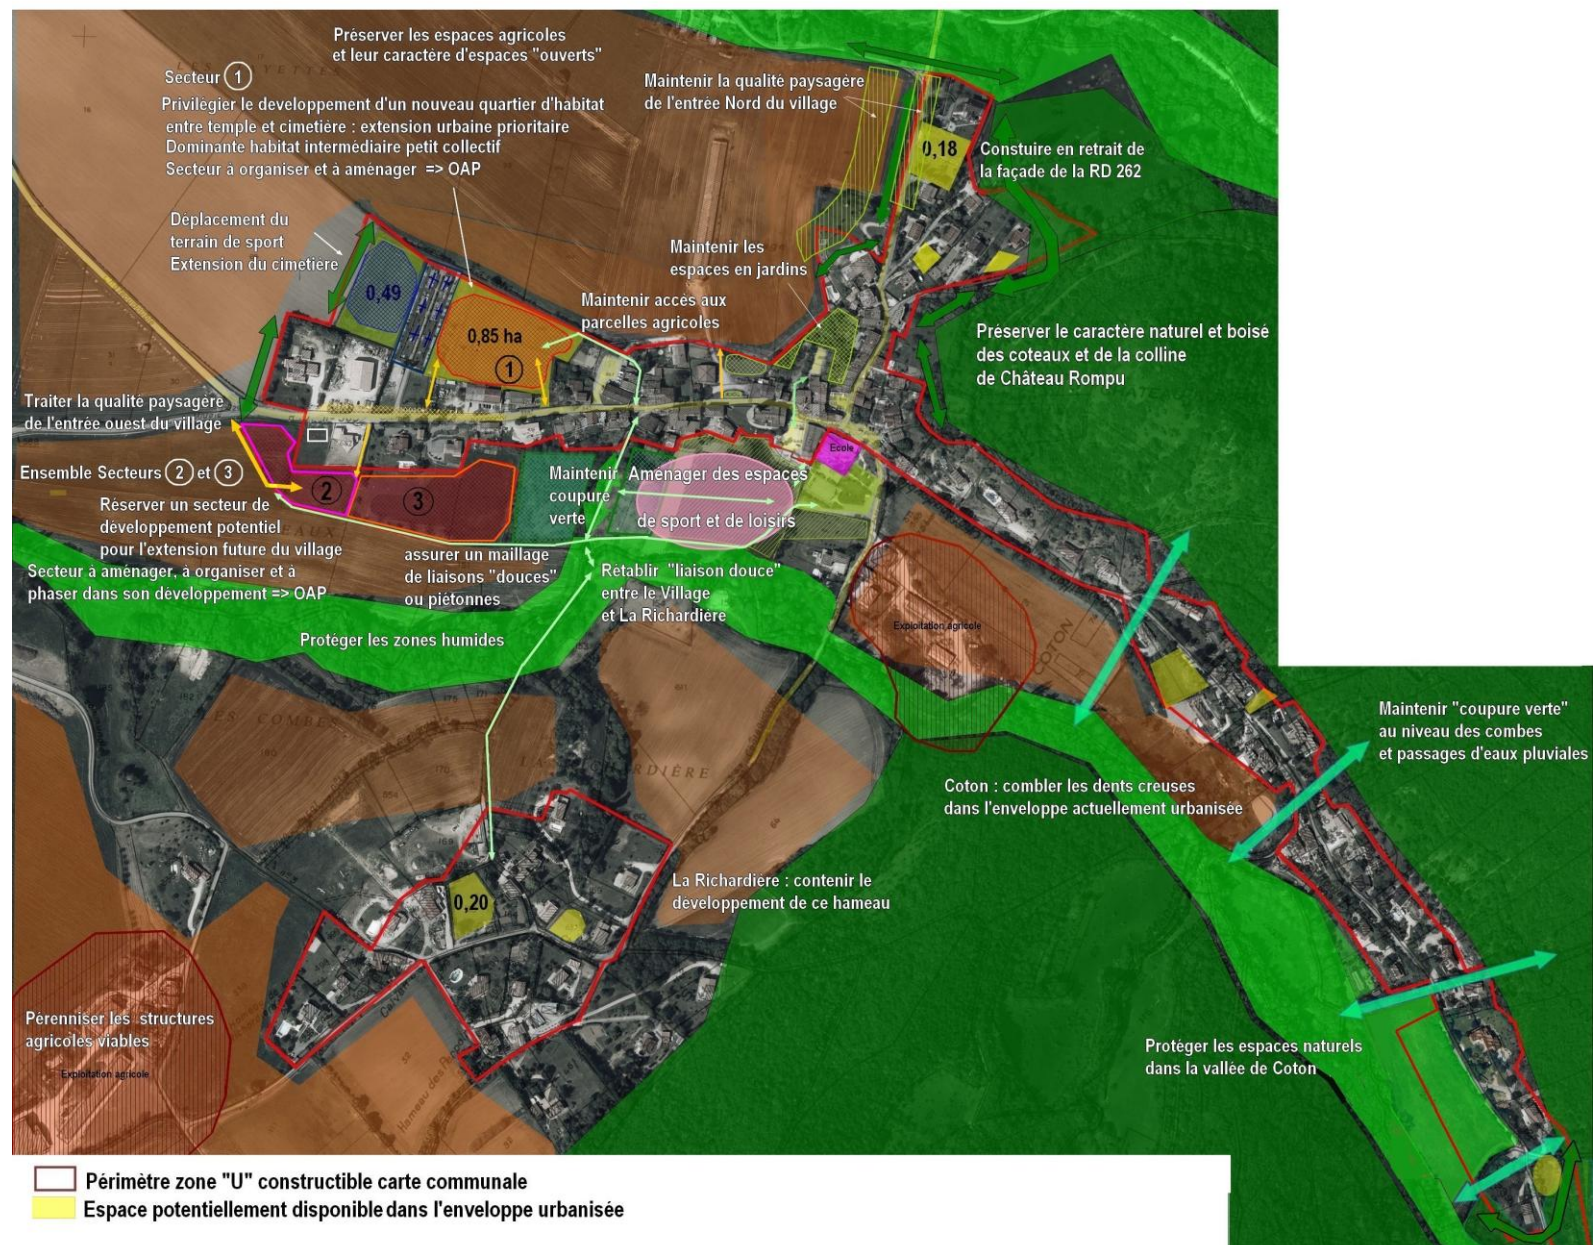 Préserver les espaces agricoles
et leur caractère d'espaces "ouverts"
Secteur 1
Privilègier le developpement d'un nouveau quartier d'habitat
entre temple et cimetière : extension urbaine prioritaire
Dominante habitat intermédiaire petit collectif
Secteur à organiser et à aménager => OAP
Maintenir la qualité paysagère
de l'entrée Nord du village
0,18
Constuire en retrait de
la façade de la RD 262
Déplacement du
terrain de sport
Extension du cimetière
Maintenir les
espaces en jardins
0,49
Maintenir accès aux
parcelles agricoles
0,85 ha
1
Préserver le caractère naturel et boisé
des coteaux et de la colline
de Château Rompu
Traiter la qualité paysagère
de l'entrée ouest du village
Ecole
Ensemble Secteurs 2 et 3
2
3
Maintenir
coupure
verte
Aménager des espaces
de sport et de loisirs
Réserver un secteur de
développement potentiel
pour l'extension future du village
Secteur à aménager, à organiser et à
phaser dans son développement => OAP
assurer un maillage
de liaisons "douces"
ou piétonnes
Rétablir "liaison douce"
entre le Village
et La Richardière
Exploitation agricole
COTON
Protéger les zones humides
LES COMBES
Maintenir "coupure verte"
au niveau des combes
et passages d'eaux pluviales
Coton : combler les dents creuses
dans l'enveloppe actuellement urbanisée
La Richardière : contenir le
développement de ce hameau
0,20
Pérenniser les structures
agricoles viables
Exploitation agricole
Protéger les espaces naturels
dans la vallée de Coton
Périmètre zone "U" constructible carte communale
Espace potentiellement disponible dans l'enveloppe urbanisée